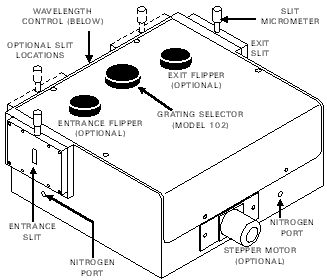 WAVELENGTH
CONTROL (BELOW)
SLIT
MICROMETER
OPTIONAL SLIT
LOCATIONS
EXIT
SLIT
EXIT FLIPPER
(OPTIONAL)
GRATING SELECTOR
(MODEL 102)
ENTRANCE FLIPPER
(OPTIONAL)
ENTRANCE
SLIT
NITROGEN
PORT
STEPPER MOTOR
(OPTIONAL)
NITROGEN
PORT